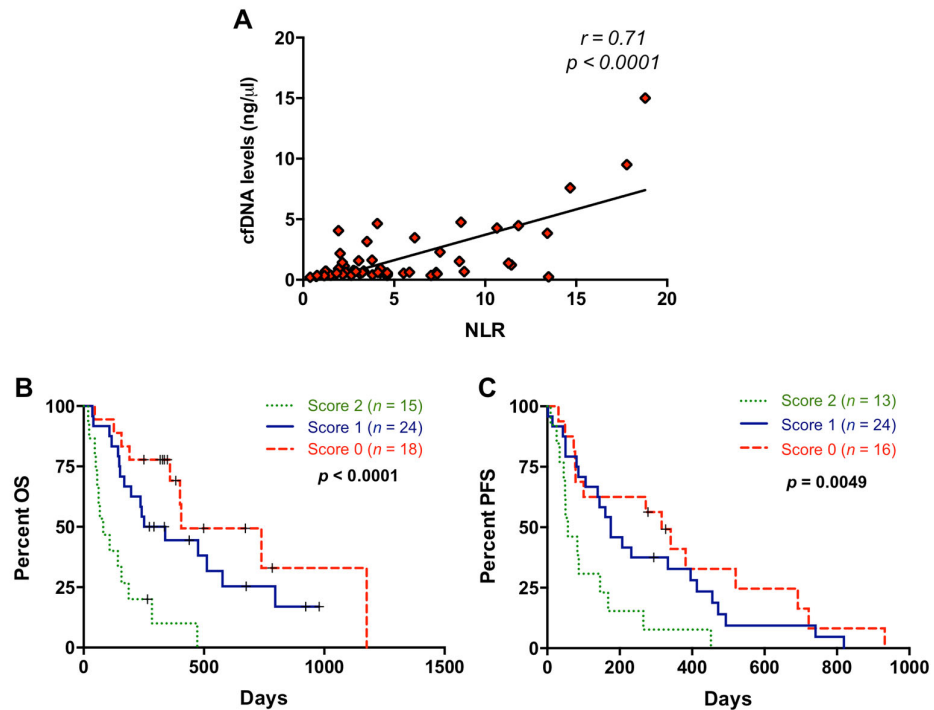 A
r = 0.71
p < 0.0001
20
15
10
5
0
cfDNA levels (ng/μl)
0 5 10 15 20
NLR
B
Score 2 (n = 15)
Score 1 (n = 24)
Score 0 (n = 18)
p < 0.0001
100
75
50
25
0
Percent OS
0 500 1000 1500
Days
C
Score 2 (n = 13)
Score 1 (n = 24)
Score 0 (n = 16)
p = 0.0049
100
75
50
25
0
Percent PFS
0 200 400 600 800 1000
Days